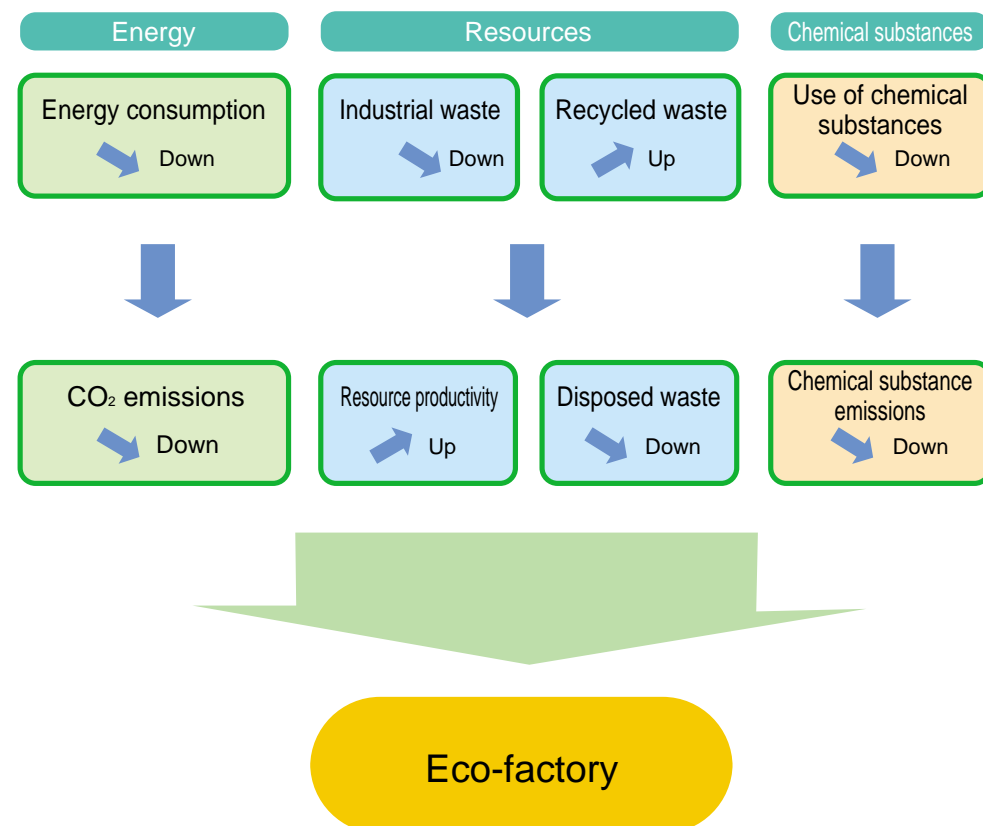 Energy
Resources
Chemical substances
Energy consumption
Down
Industrial waste
Down
Recycled waste
Up
Use of chemical
substances
Down
CO₂ emissions
Down
Resource productivity
Up
Disposed waste
Down
Chemical substance
emissions
Down
Eco-factory